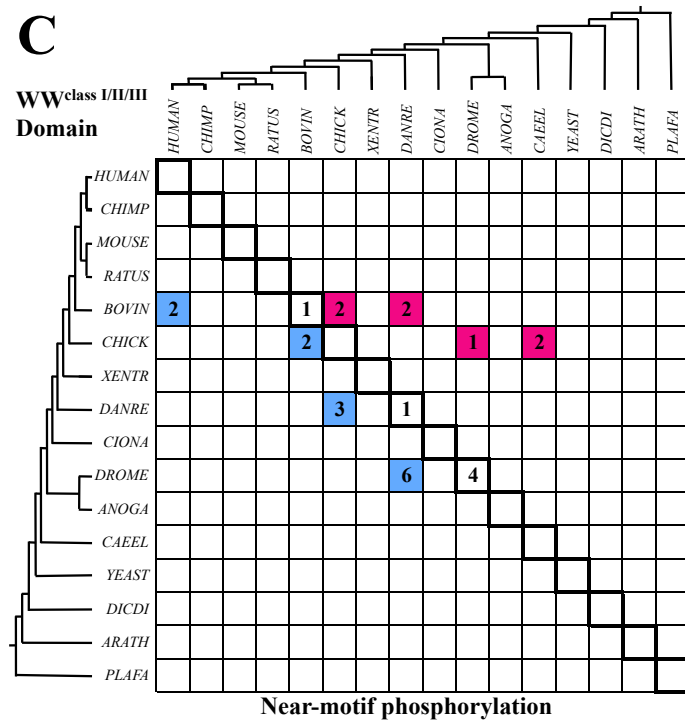 C
WW class I/II/III
Domain
HUMAN CHIMP MOUSE RATUS BOVIN CHICK XENTR DANRE CIONA DROME ANOGA CAEEL YEAST DICDI ARATH PLAFA
HUMAN
CHIMP
MOUSE
RATUS
BOVIN 2 1 2 2
CHICK 2 1 2
XENTR
DANRE 3 1
CIONA
DROME 6 4
ANOGA
CAEEL
YEAST
DICDI
ARATH
PLAFA
Near-motif phosphorylation